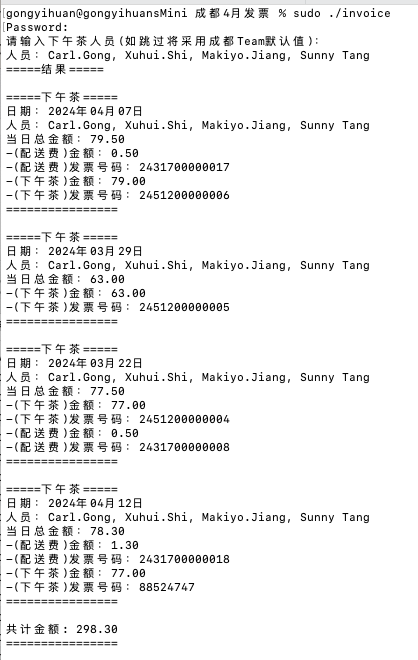 gongyihuan@gongyihuansMini 成都4月发票 % sudo ./invoice
Password:
请输入下午茶人员(如跳过将采用成都Team默认值):
人员: Carl.Gong, Xuhui.Shi, Makiyo.Jiang, Sunny Tang
=====结果=====

=====下午茶=====
日期: 2024年04月07日
人员: Carl.Gong, Xuhui.Shi, Makiyo.Jiang, Sunny Tang
当日总金额: 79.50
-(配送费)金额: 0.50
-(配送费)发票号码: 2431700000017
-(下午茶)金额: 79.00
-(下午茶)发票号码: 2451200000006
================

=====下午茶=====
日期: 2024年03月29日
人员: Carl.Gong, Xuhui.Shi, Makiyo.Jiang, Sunny Tang
当日总金额: 63.00
-(下午茶)金额: 63.00
-(下午茶)发票号码: 2451200000005
================

=====下午茶=====
日期: 2024年03月22日
人员: Carl.Gong, Xuhui.Shi, Makiyo.Jiang, Sunny Tang
当日总金额: 77.50
-(下午茶)金额: 77.00
-(下午茶)发票号码: 2451200000004
-(配送费)金额: 0.50
-(配送费)发票号码: 2431700000008
================

=====下午茶=====
日期: 2024年04月12日
人员: Carl.Gong, Xuhui.Shi, Makiyo.Jiang, Sunny Tang
当日总金额: 78.30
-(配送费)金额: 1.30
-(配送费)发票号码: 2431700000018
-(下午茶)金额: 77.00
-(下午茶)发票号码: 88524747
================

共计金额: 298.30
================